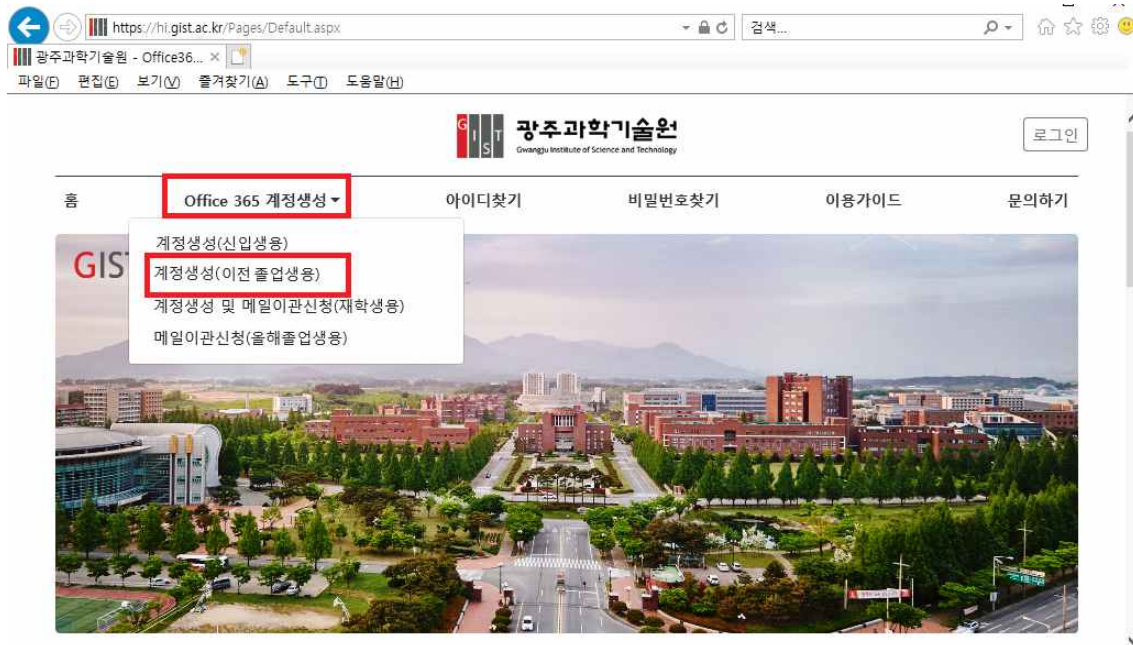 https://hi.gist.ac.kr/Pages/Default.aspx
검색...
광주과학기술원 - Office36...
파일(F) 편집(E) 보기(V) 즐겨찾기(A) 도구(T) 도움말(H)
GIST 광주과학기술원
Gwangju Institute of Science and Technology
로그인
홈 Office 365 계정생성 아이디찾기 비밀번호찾기 이용가이드 문의하기
계정생성(신입생용)
GIS
계정생성(이전 졸업생용)
계정생성 및 메일이관신청(재학생용)
메일이관신청(올해졸업생용)